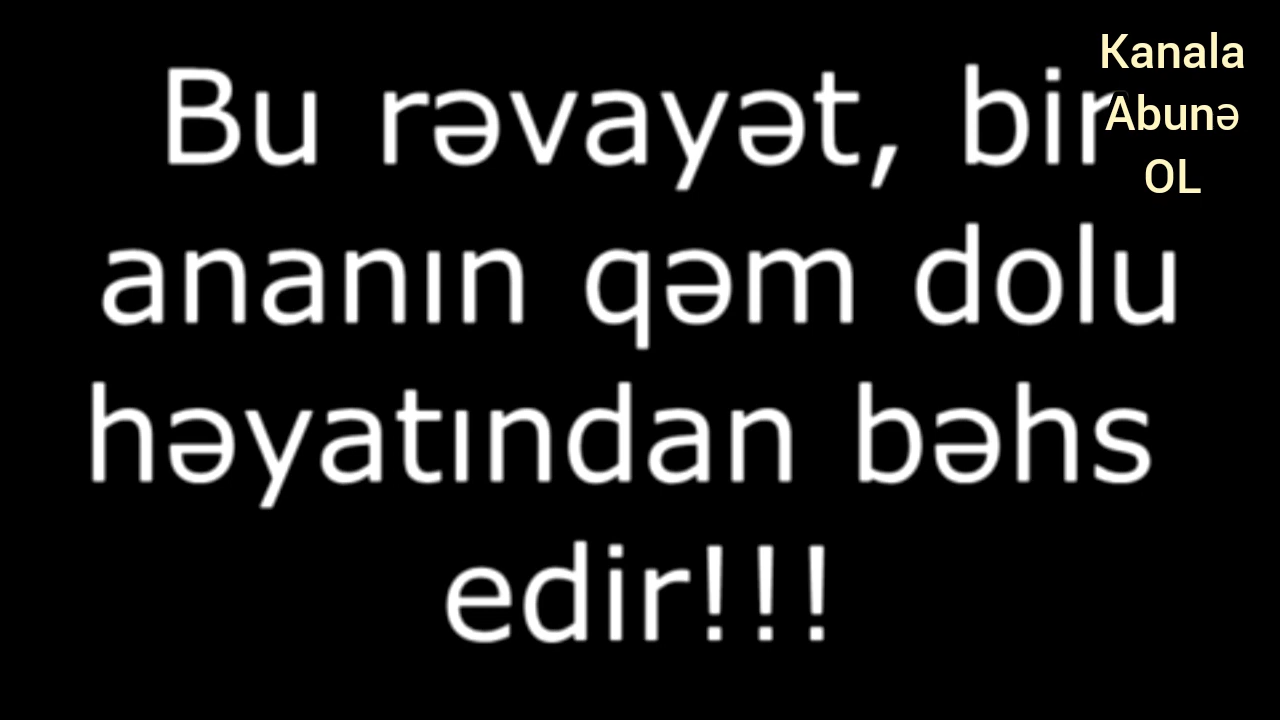 Bu rəvayət, bir
ananın qəm dolu
həyatından bəhs
edir!!!
Kanala
Abunə
OL